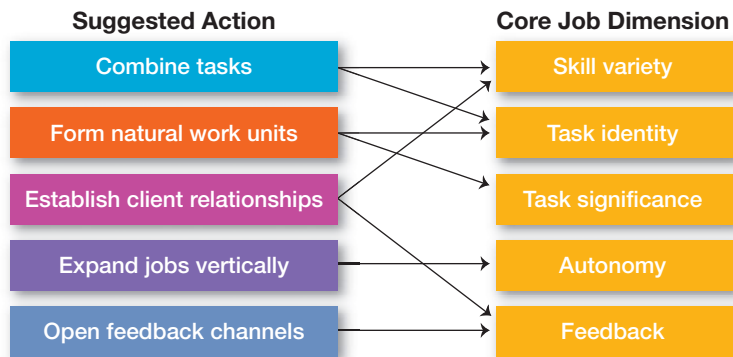 Suggested Action
Core Job Dimension
Combine tasks
Skill variety
Form natural work units
Task identity
Establish client relationships
Task significance
Expand jobs vertically
Autonomy
Open feedback channels
Feedback